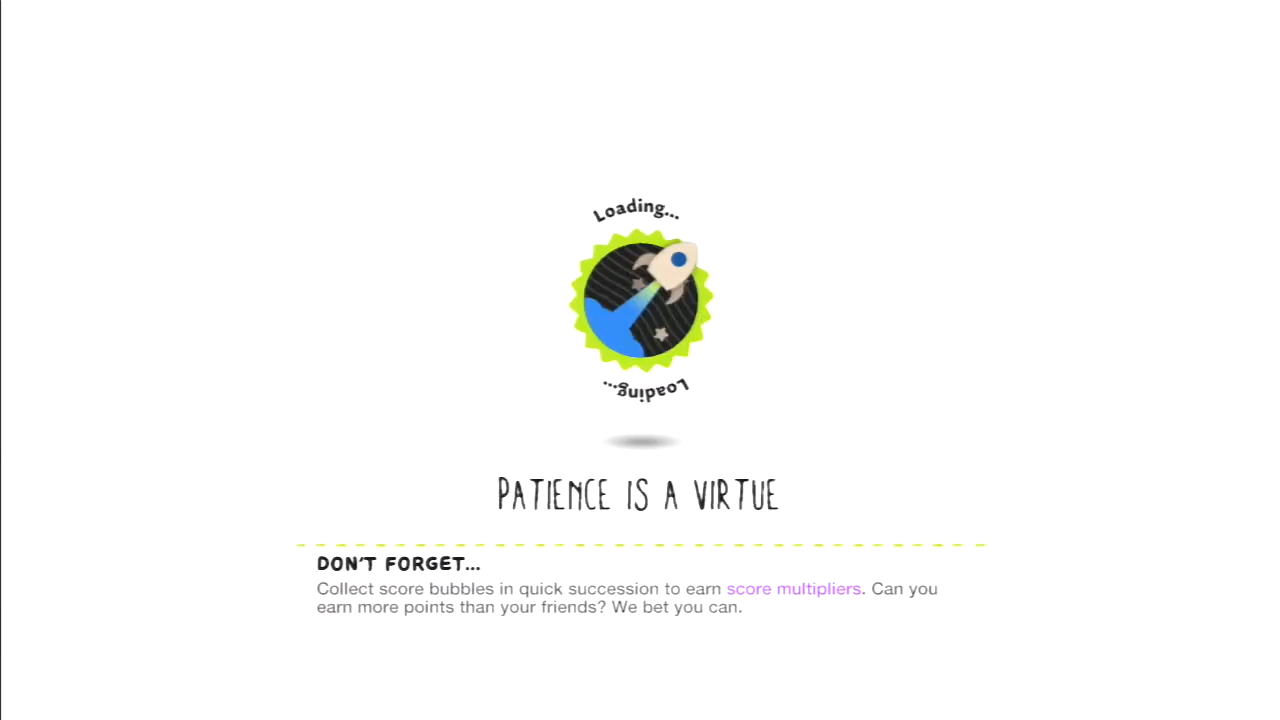 Loading...
Loading...
PATIENCE IS A VIRTUE
DON'T FORGET...
Collect score bubbles in quick succession to earn score multipliers. Can you
earn more points than your friends? We bet you can.